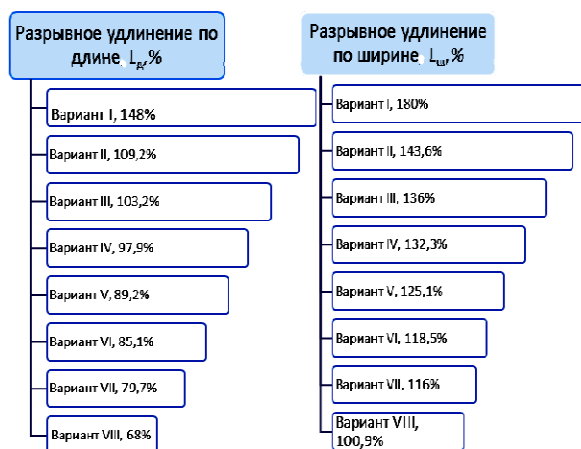 Разрывное удлинение по
длине, Lд,%
Вариант I, 148%
Вариант II, 109,2%
Вариант III, 103,2%
Вариант IV, 97,9%
Вариант V, 89,2%
Вариант VI, 85,1%
Вариант VII, 79,7%
Вариант VIII, 68%
Разрывное удлинение
по ширине, Lш,%
Вариант I, 180%
Вариант II, 143,6%
Вариант III, 136%
Вариант IV, 132,3%
Вариант V, 125,1%
Вариант VI, 118,5%
Вариант VII, 116%
Вариант VIII,
100,9%